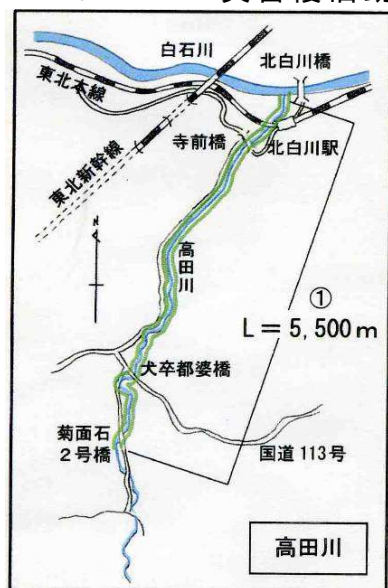 白石川
北白川橋
東北本線
寺前橋
北白川駅
東北新幹線
高田川
①
L＝5,500m
犬卒都婆橋
菊面石
2号橋
国道113号
高田川